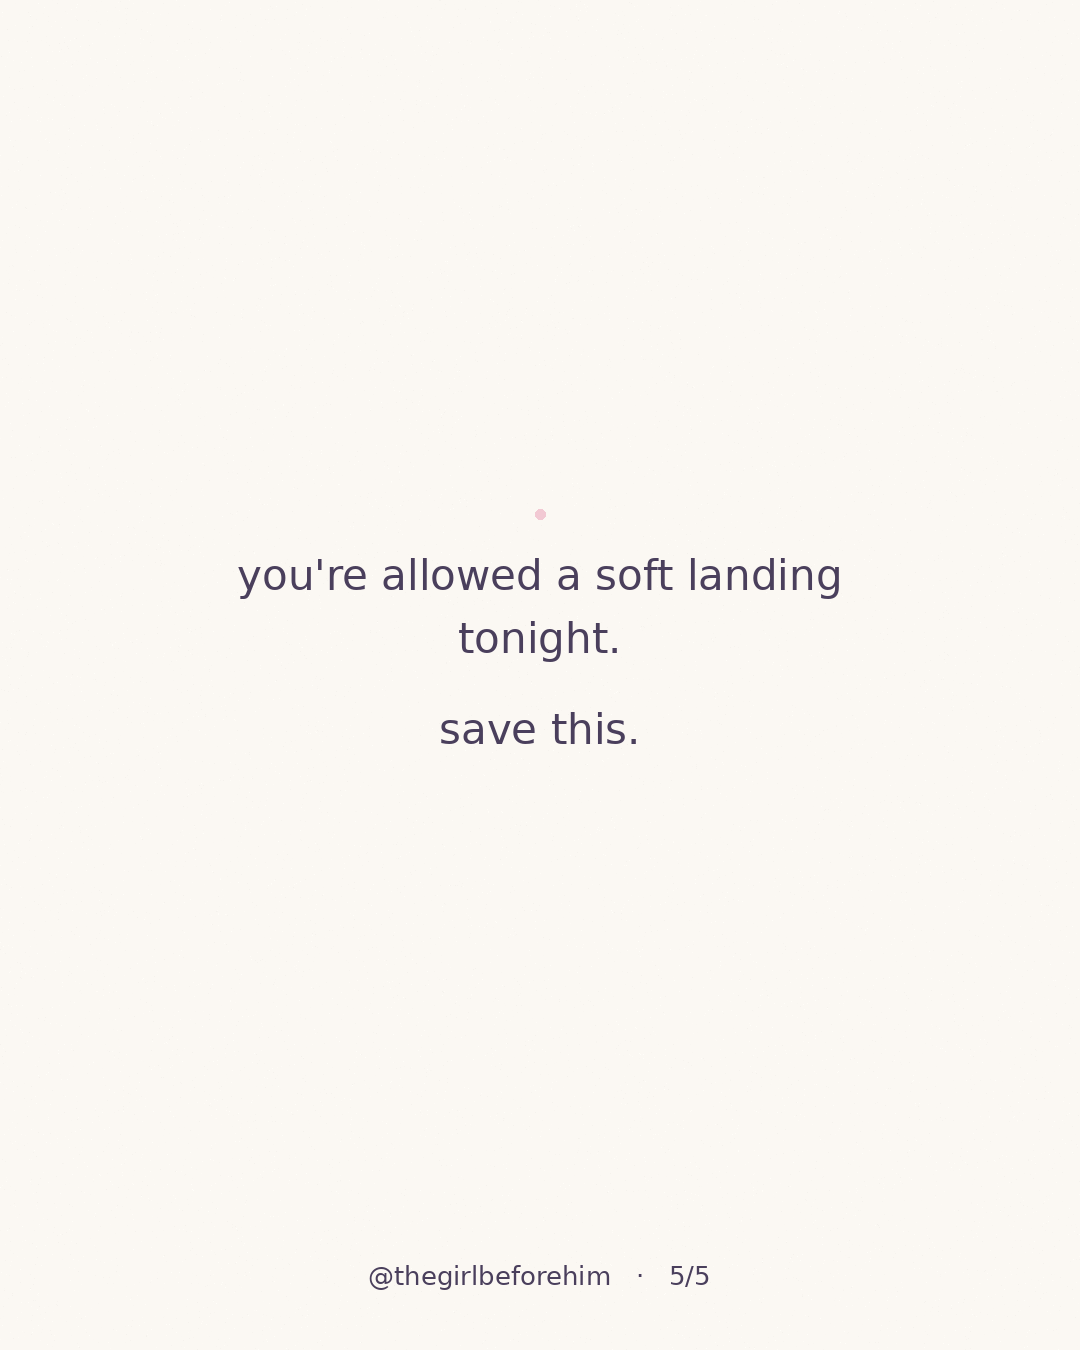 you're allowed a soft landing
tonight.
save this.
@thegirlbeforehim · 5/5